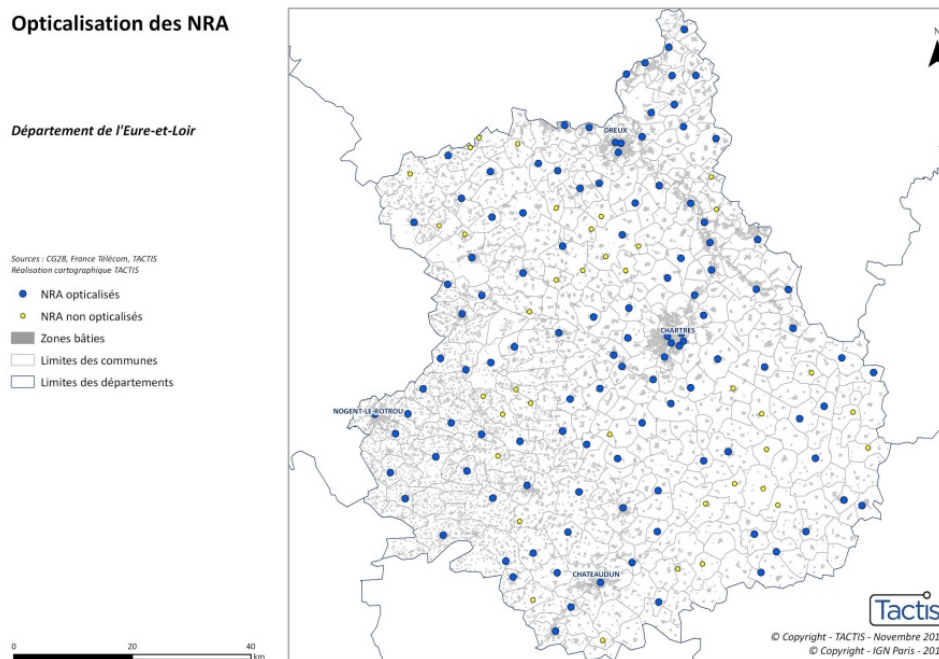 Opticalisation des NRA
N
Département de l'Eure-et-Loir
DREUX
Sources : CG28, France Télécom, TACTIS
Réalisation cartographique TACTIS
NRA opticalisés
NRA non opticalisés
Zones bâties
Limites des communes
Limites des départements
CHARTRES
NOGENT-LE-ROTROU
CHATEAUDUN
Tactis
0 20 40
km
© Copyright - TACTIS - Novembre 201
© Copyright - IGN Paris - 201